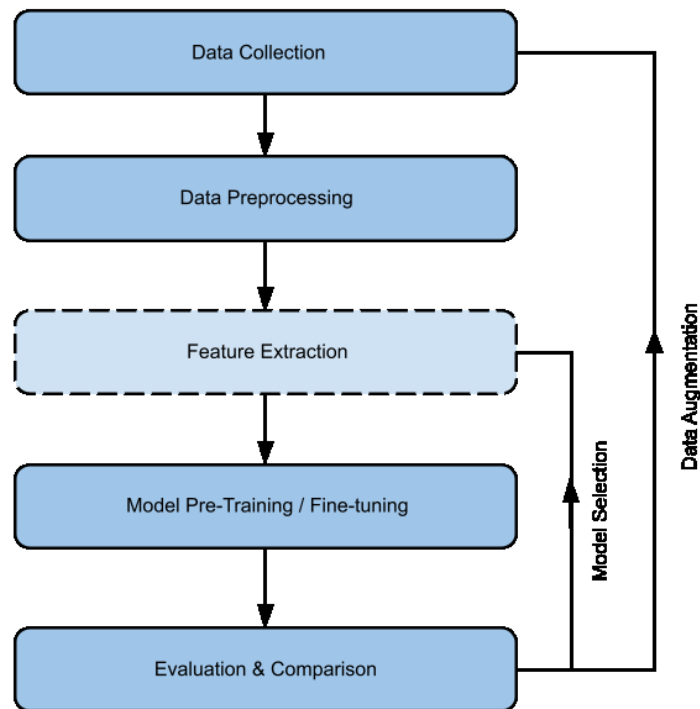 Data Collection
Data Preprocessing
Feature Extraction
Model Pre-Training / Fine-tuning
Evaluation & Comparison
Model Selection
Data Augmentation